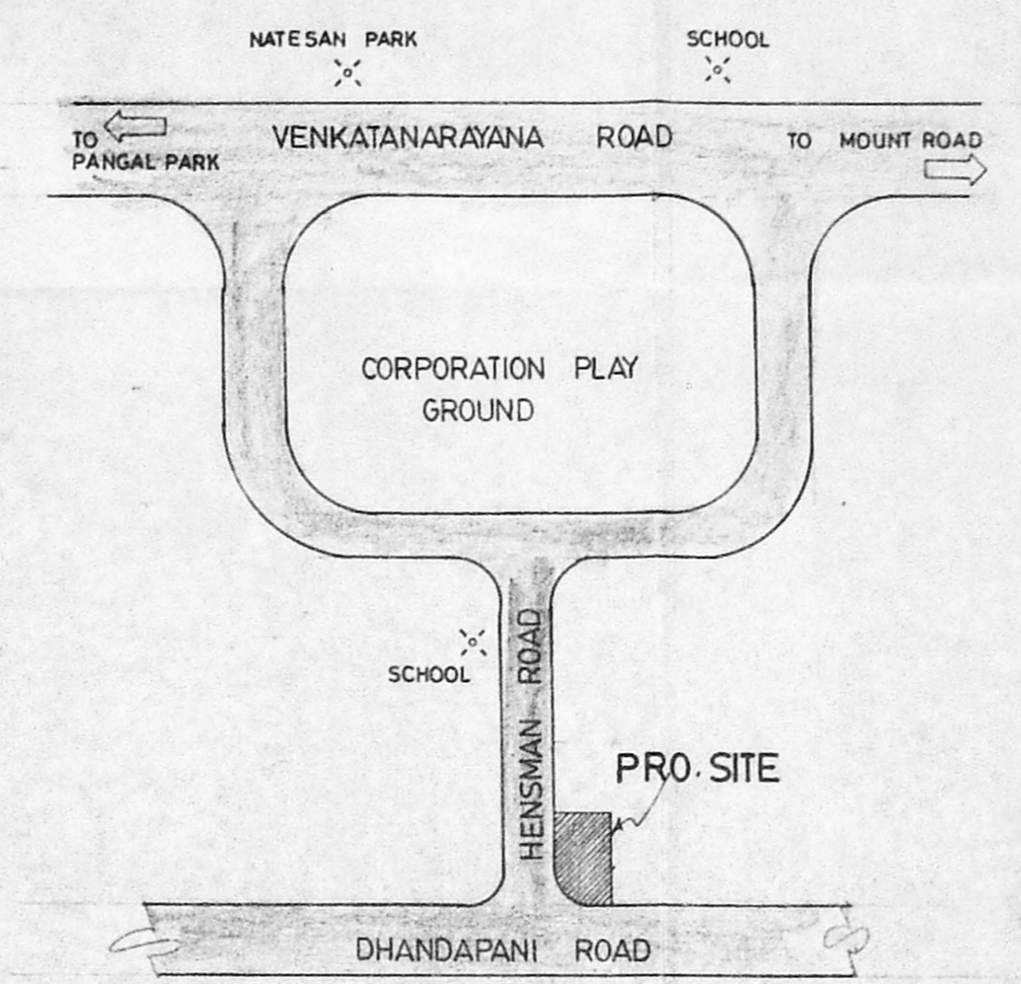 NATESAN PARK
SCHOOL
VENKATANARAYANA ROAD
TO
PANGAL PARK
TO MOUNT ROAD
CORPORATION PLAY
GROUND
SCHOOL
HENSMAN ROAD
PRO. SITE
DHANDAPANI ROAD